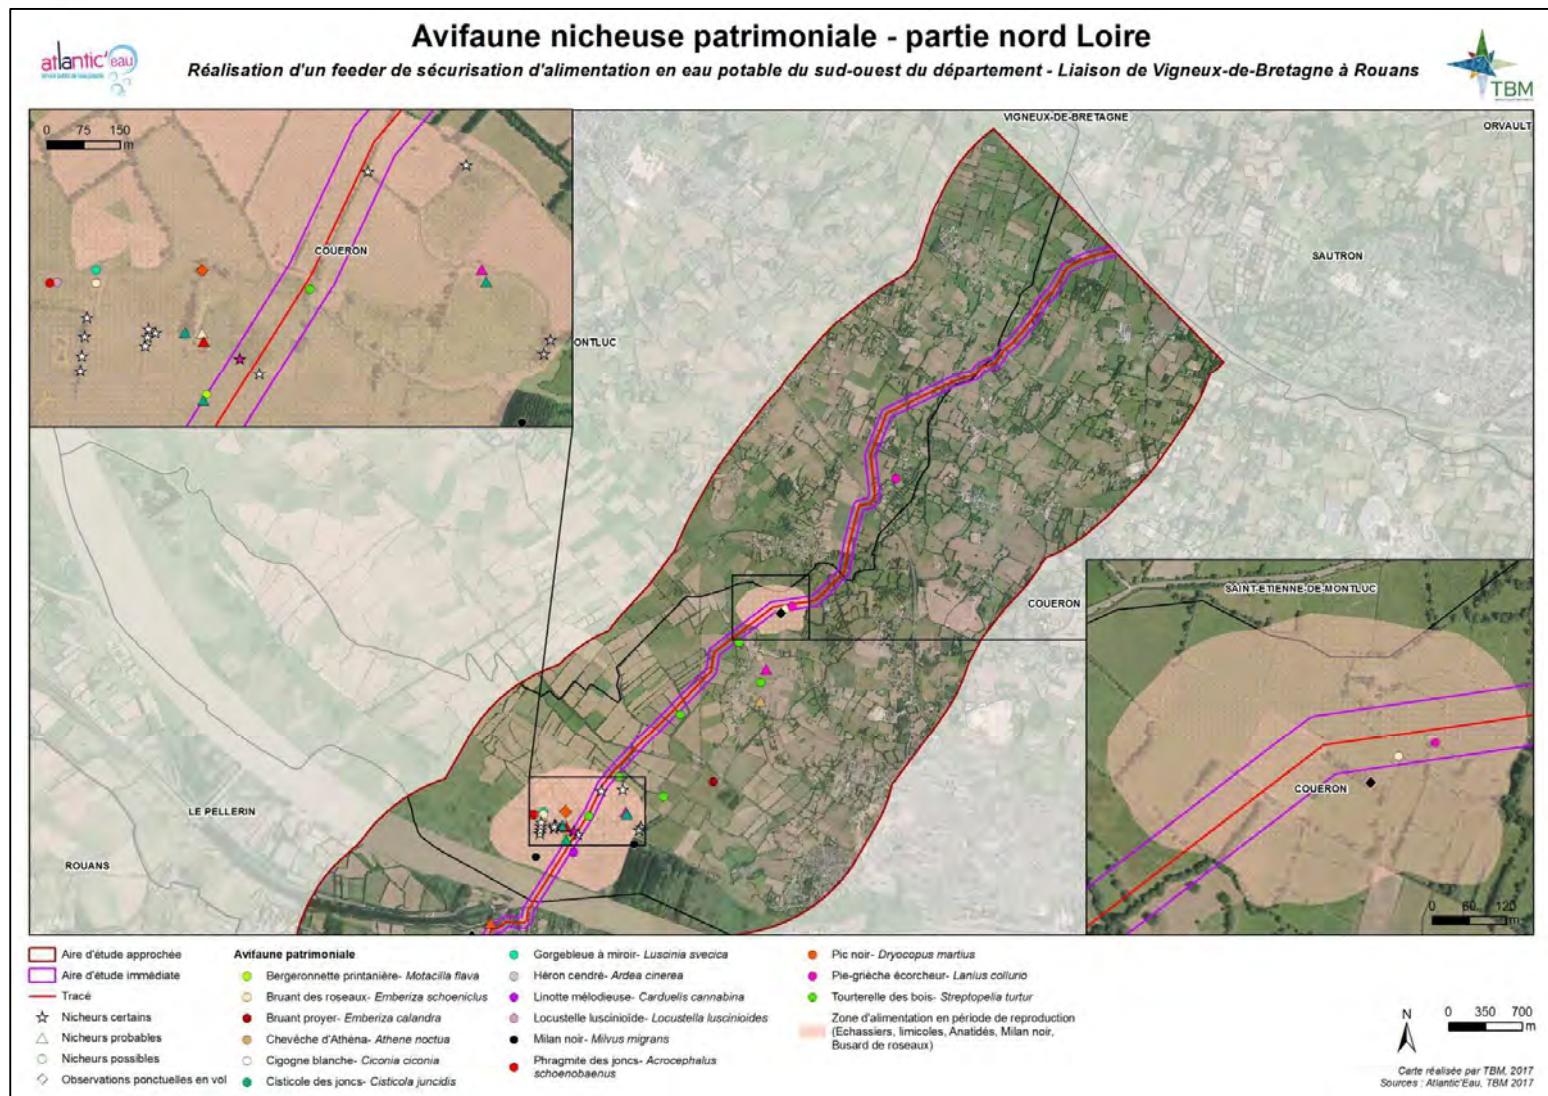 Avifaune nicheuse patrimoniale - partie nord Loire
Réalisation d'un feeder de sécurisation d'alimentation en eau potable du sud-ouest du département - Liaison de Vigneux-de-Bretagne à Rouans
atlantic'eau
TBM
0 75 150
m
COUERON
VIGNEUX-DE-BRETAGNE
ORVAULT
SAUTRON
ONTLUC
COUERON
LE PELLERIN
ROUANS
SAINT-ETIENNE-DE-MONTLUC
COUERON
0 60 120
m
Aire d'étude approchée
Aire d'étude immédiate
Tracé
Nicheurs certains
Nicheurs probables
Nicheurs possibles
Observations ponctuelles en vol
Avifaune patrimoniale
Bergeronnette printanière- Motacilla flava
Bruant des roseaux- Emberiza schoeniclus
Bruant proyer- Emberiza calandra
Chevêche d'Athéna- Athene noctua
Cigogne blanche- Ciconia ciconia
Cisticole des joncs- Cisticola juncidis
Gorgebleue à miroir- Luscinia svecica
Héron cendré- Ardea cinerea
Linotte mélodieuse- Carduelis cannabina
Locustelle luscinioïde- Locustella luscinioides
Milan noir- Milvus migrans
Phragmite des joncs- Acrocephalus
schoenobaenus
Pic noir- Dryocopus martius
Pie-grièche écorcheur- Lanius collurio
Tourterelle des bois- Streptopelia turtur
Zone d'alimentation en période de reproduction
(Echassiers, limicoles, Anatidés, Milan noir,
Busard de roseaux)
N
0 350 700
m
Carte réalisée par TBM, 2017
Sources : Atlantic'Eau, TBM 2017